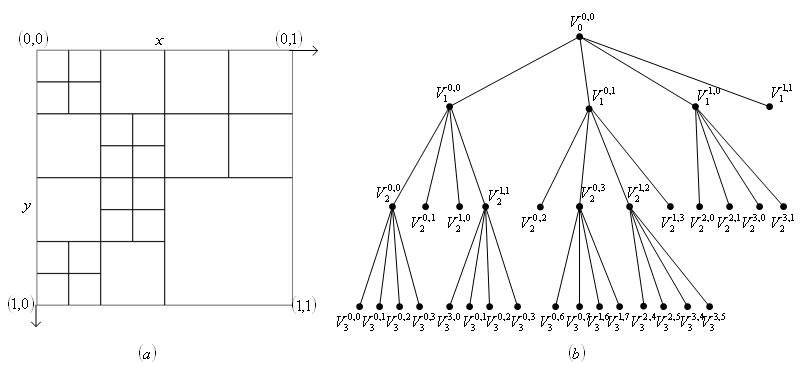 (0,0) x (0,1)
y
(1,0) (1,1)
(a)
V_0^{0,0}
V_1^{0,0} V_1^{0,1} V_1^{1,0} V_1^{1,1}
V_2^{0,0} V_2^{0,1} V_2^{1,0} V_2^{1,1} V_2^{0,2} V_2^{0,3} V_2^{1,2} V_2^{1,3} V_2^{2,0} V_2^{2,1} V_2^{3,0} V_2^{3,1}
V_3^{0,0} V_3^{0,1} V_3^{0,2} V_3^{0,3} V_3^{3,0} V_3^{0,1} V_3^{0,2} V_3^{0,3} V_3^{0,6} V_3^{0,7} V_3^{1,6} V_3^{1,7} V_3^{2,4} V_3^{2,5} V_3^{3,4} V_3^{3,5}
(b)